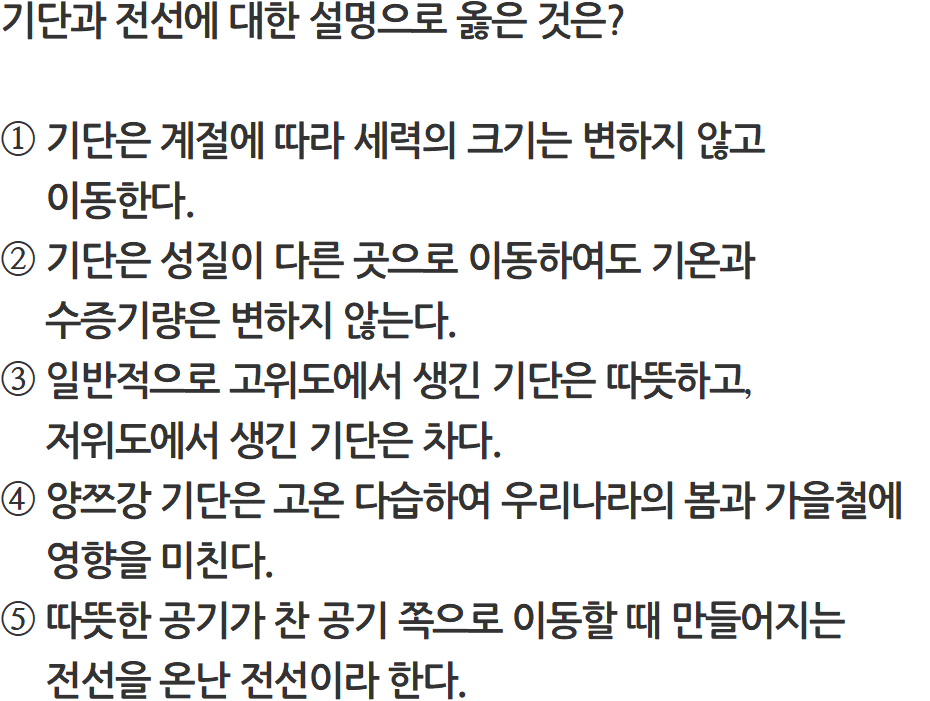 기단과 전선에 대한 설명으로 옳은 것은?
① 기단은 계절에 따라 세력의 크기는 변하지 않고
이동한다.
② 기단은 성질이 다른 곳으로 이동하여도 기온과
수증기량은 변하지 않는다.
③ 일반적으로 고위도에서 생긴 기단은 따뜻하고,
저위도에서 생긴 기단은 차다.
④ 양쯔강 기단은 고온 다습하여 우리나라의 봄과 가을철에
영향을 미친다.
⑤ 따뜻한 공기가 찬 공기 쪽으로 이동할 때 만들어지는
전선을 온난 전선이라 한다.